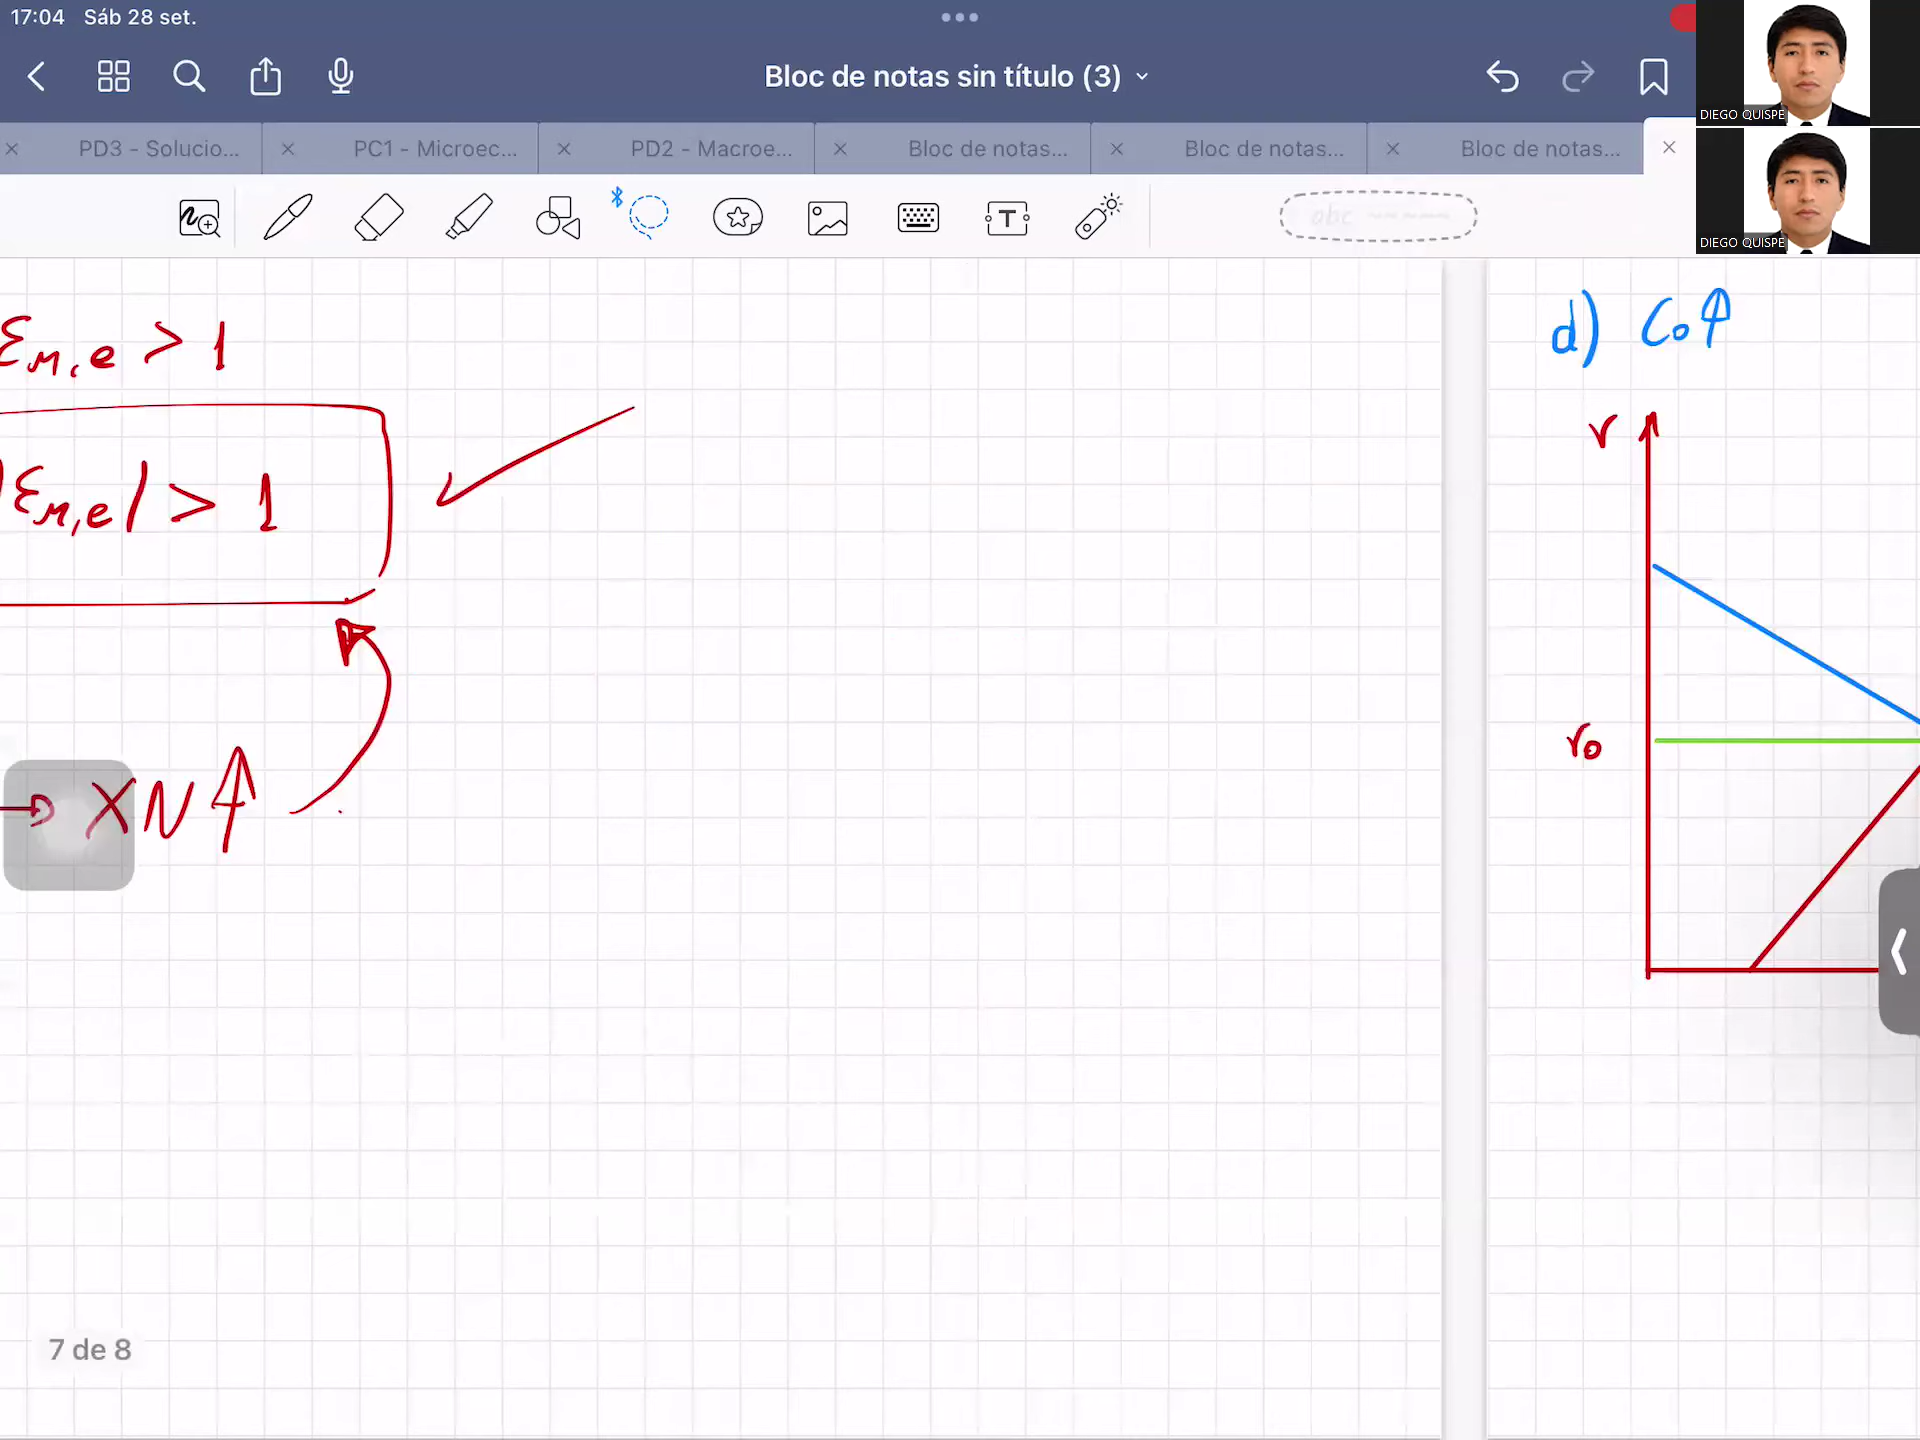 17:04 Sáb 28 set.
Bloc de notas sin título (3)
DIEGO QUISPE
PD3 - Solucio...
PC1 - Microec...
PD2 - Macroe...
Bloc de notas...
Bloc de notas...
Bloc de notas...
DIEGO QUISPE
abc
T
εM,e > 1
|εM,e| > 1
XN↑
7 de 8
d) Co↑
r
r₀